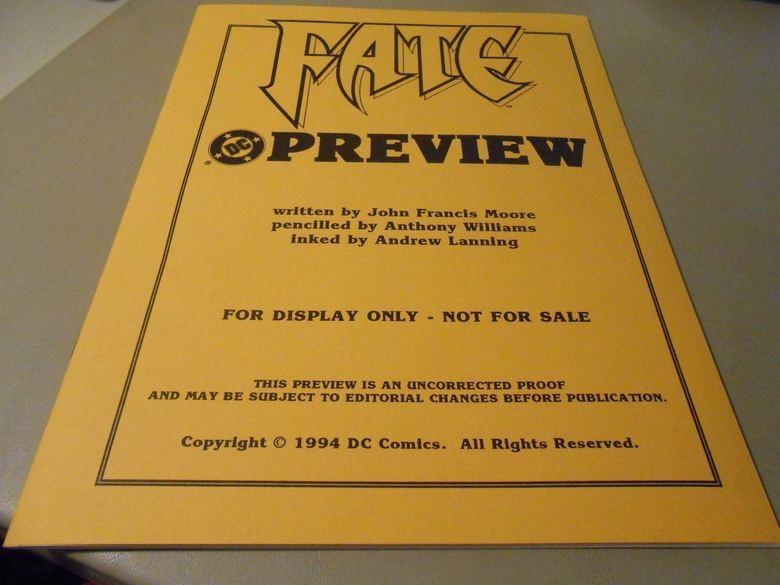 FATE
TM
® DC PREVIEW
written by John Francis Moore
pencilled by Anthony Williams
inked by Andrew Lanning
FOR DISPLAY ONLY - NOT FOR SALE
THIS PREVIEW IS AN UNCORRECTED PROOF
AND MAY BE SUBJECT TO EDITORIAL CHANGES BEFORE PUBLICATION.
Copyright © 1994 DC Comics. All Rights Reserved.